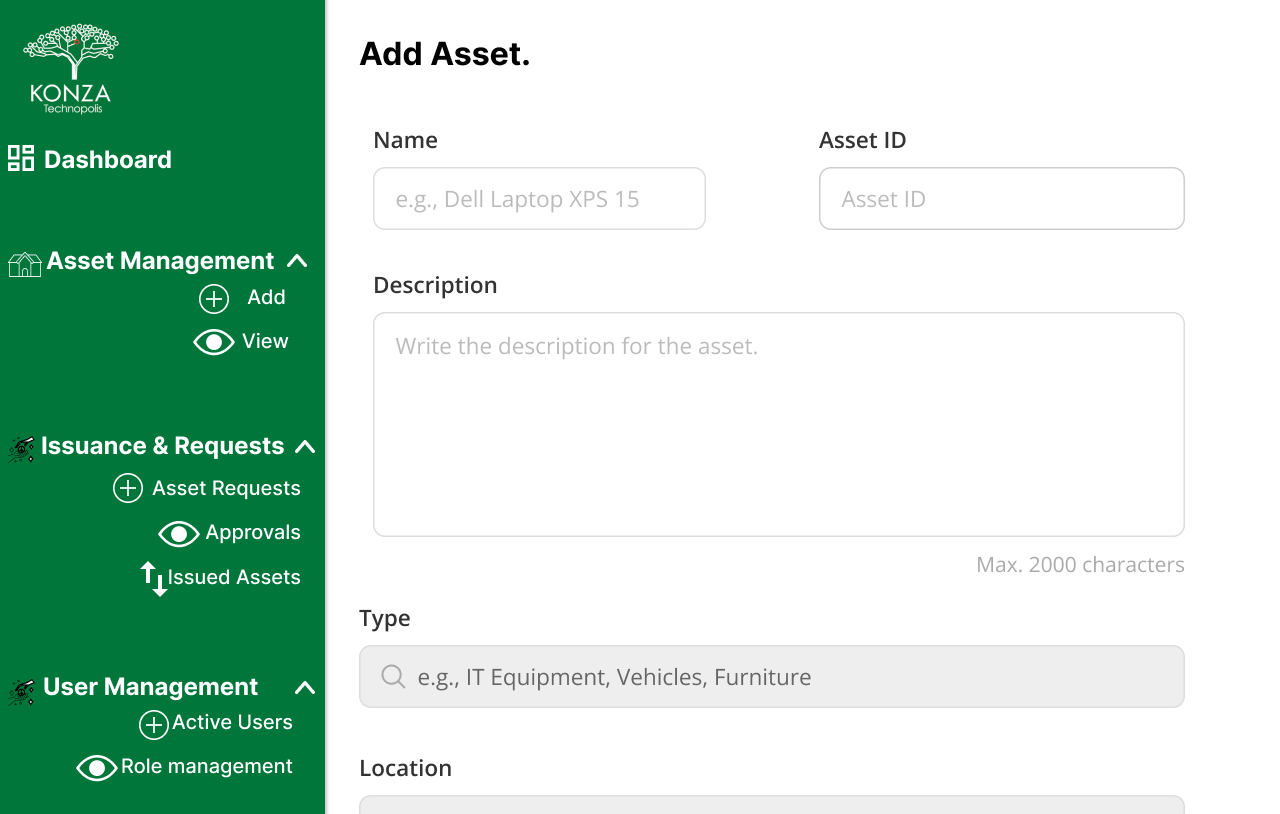 KONZA
Technopolis
Dashboard
Asset Management
Add
View
Issuance & Requests
Asset Requests
Approvals
Issued Assets
User Management
Active Users
Role management
Add Asset.
Name
e.g., Dell Laptop XPS 15
Asset ID
Asset ID
Description
Write the description for the asset.
Max. 2000 characters
Type
e.g., IT Equipment, Vehicles, Furniture
Location